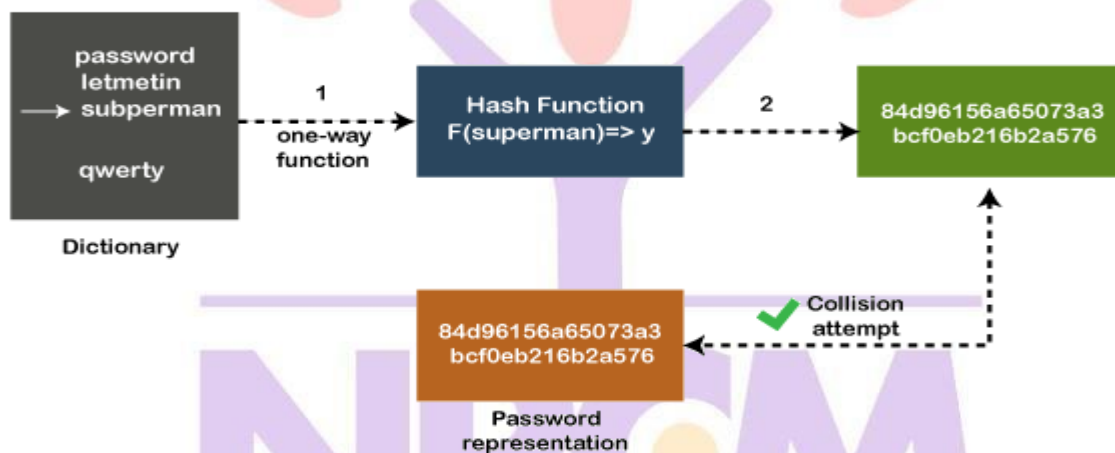 password
letmetin
subperman
qwerty
Dictionary
1
one-way
function
Hash Function
F(superman)=> y
2
84d96156a65073a3
bcf0eb216b2a576
Collision
attempt
84d96156a65073a3
bcf0eb216b2a576
Password
representation